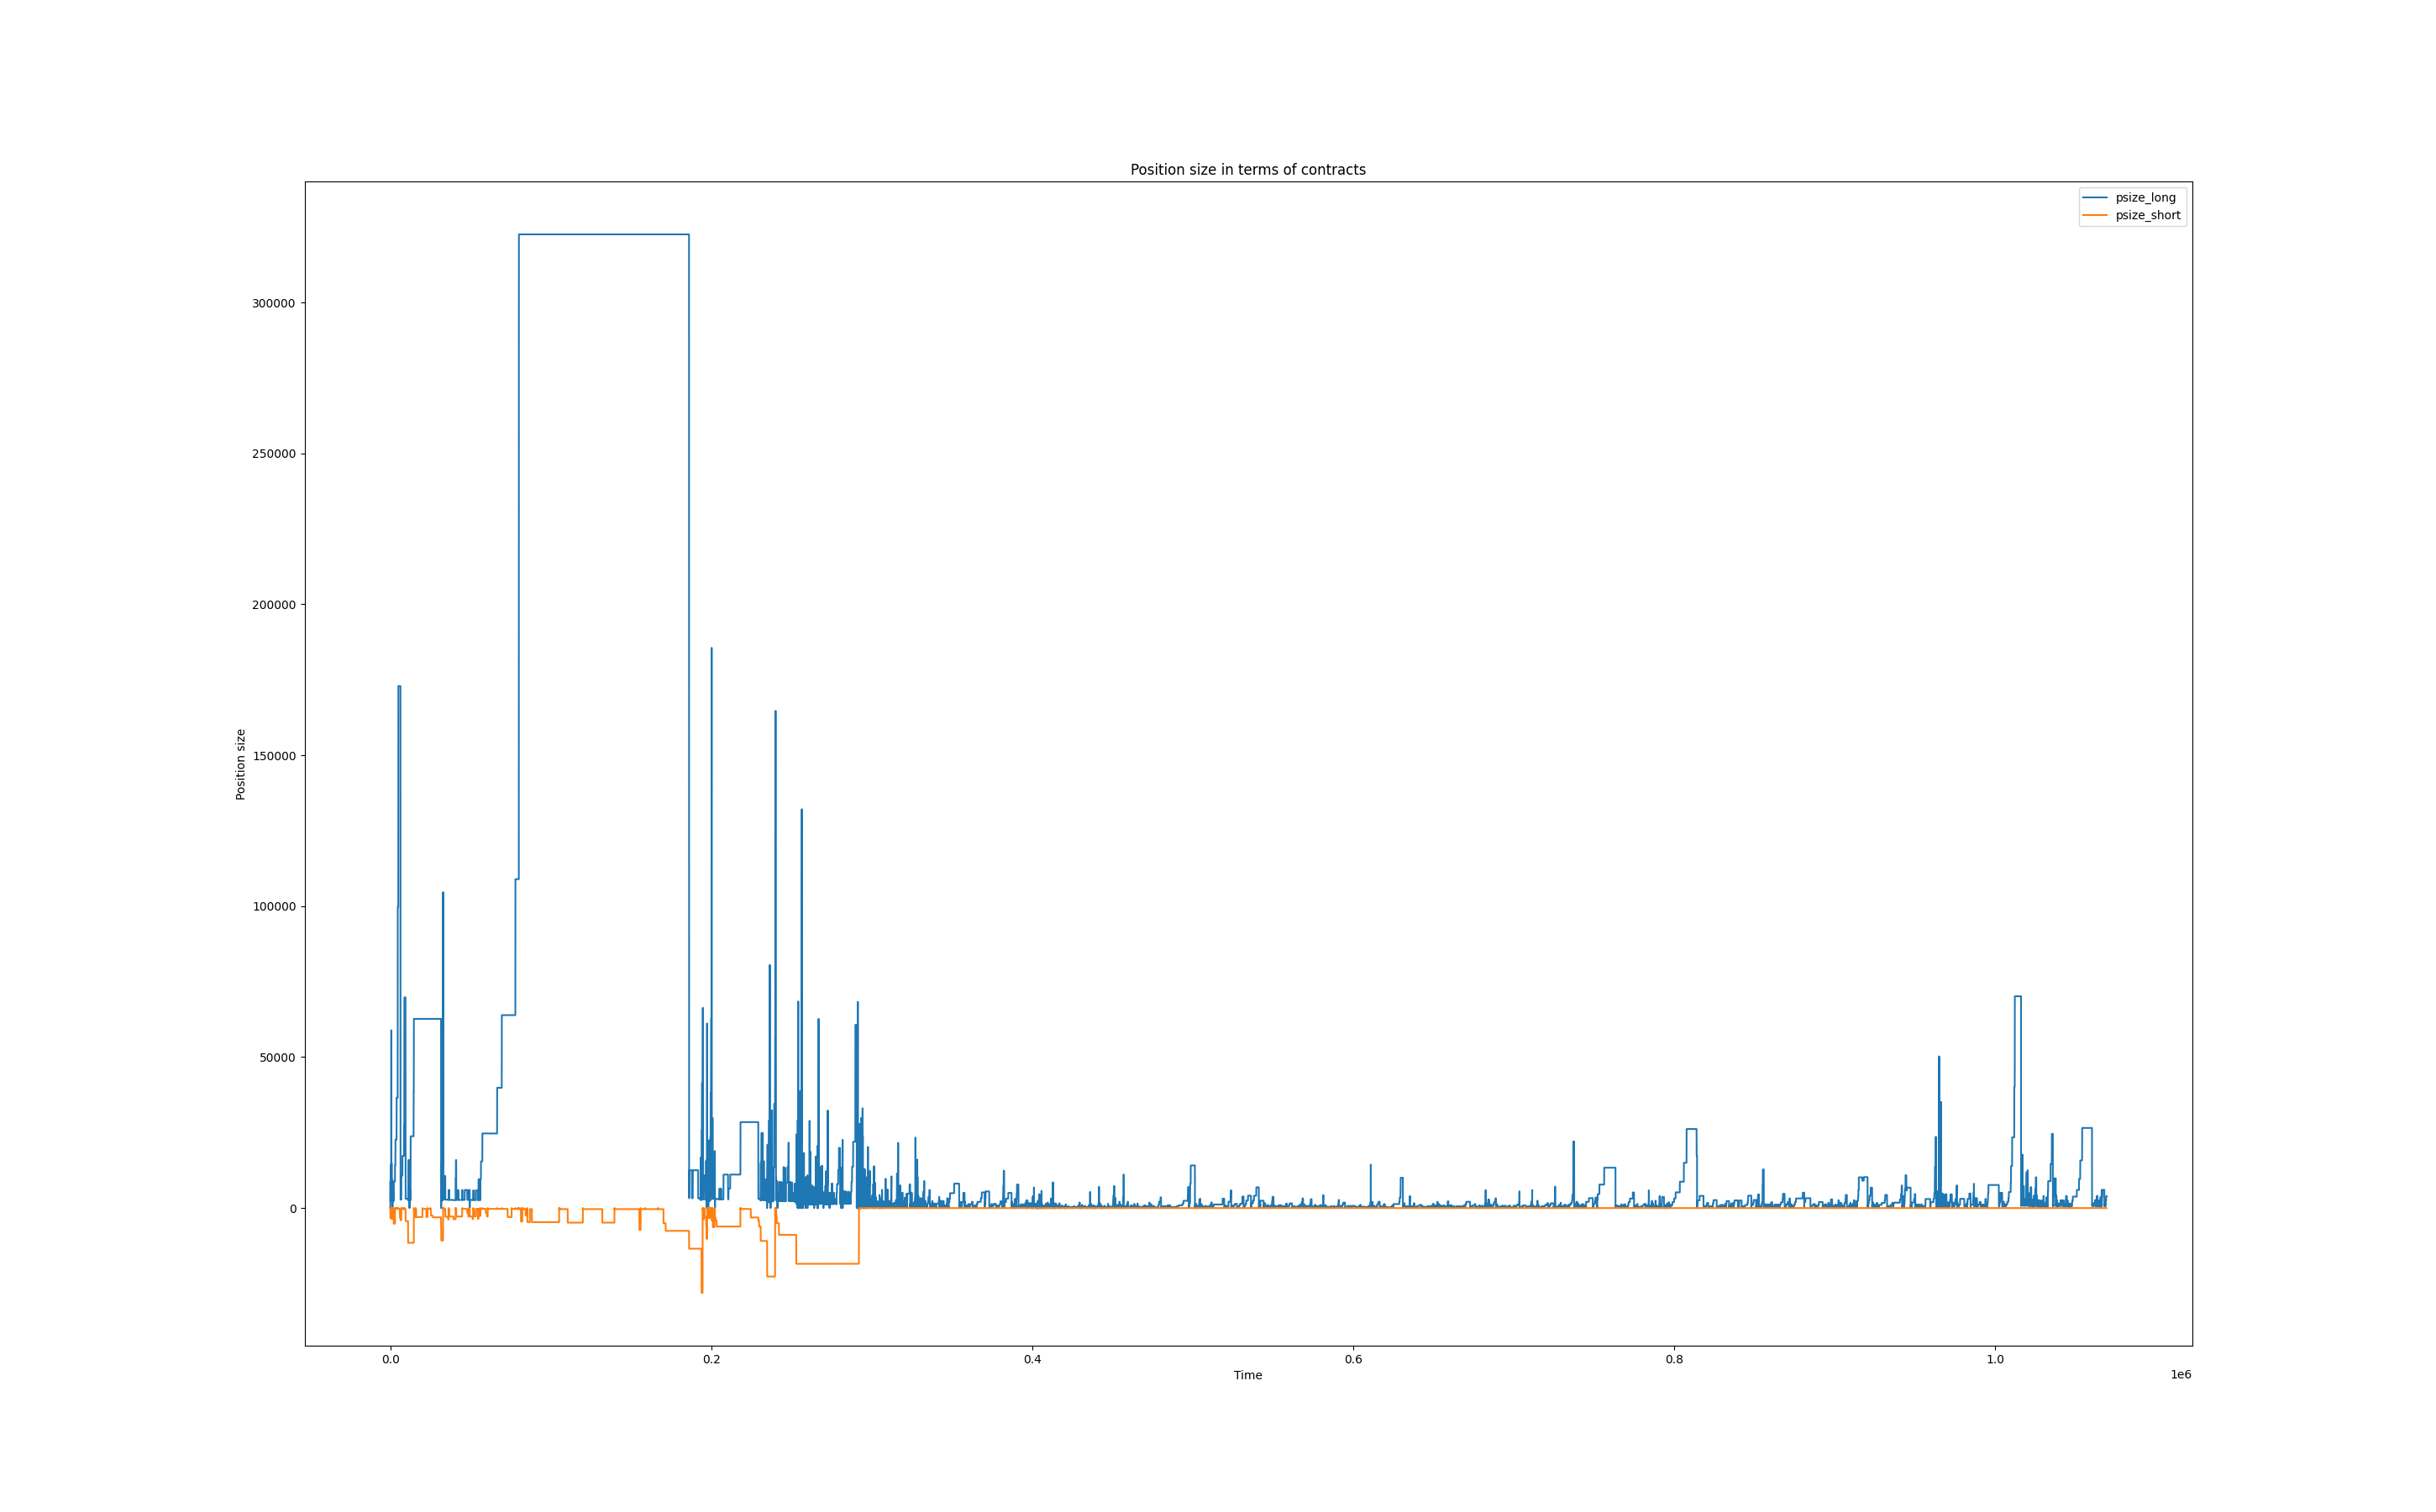 Position size in terms of contracts
psize_long
psize_short
Position size
300000
250000
200000
150000
100000
50000
0
0.0 0.2 0.4 0.6 0.8 1.0
Time
1e6